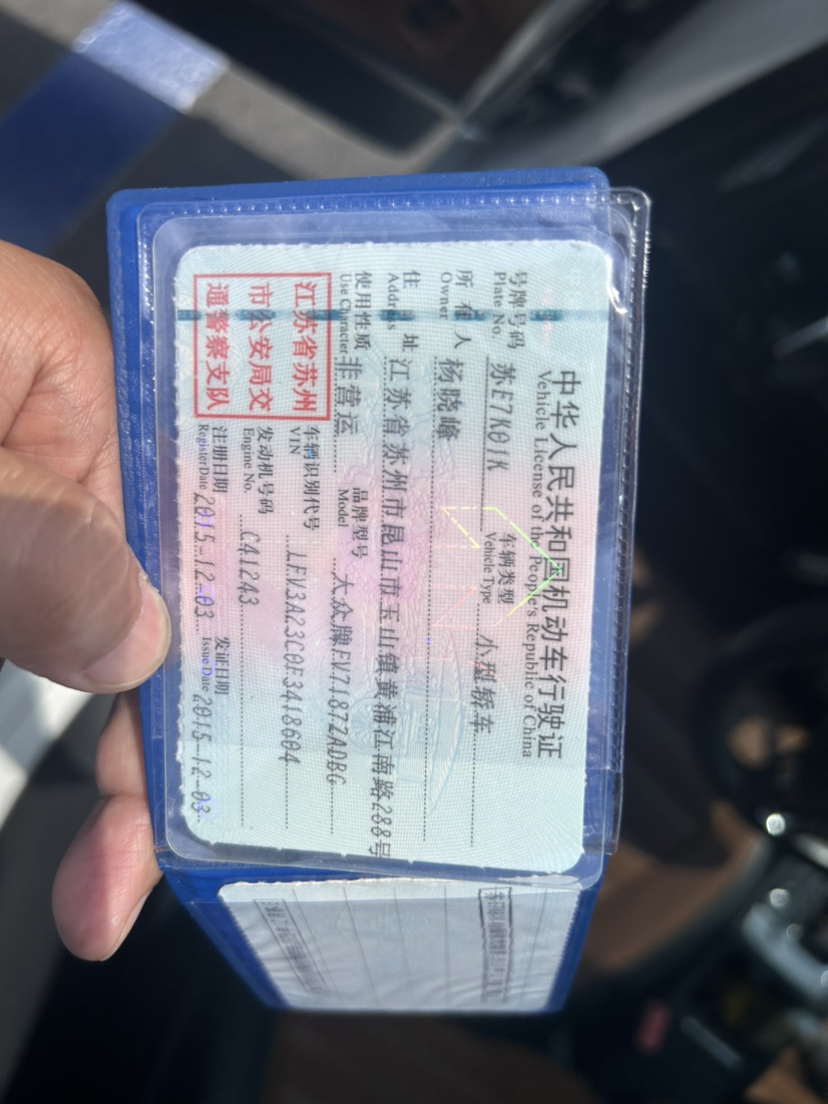 中华人民共和国机动车行驶证
Vehicle License of the People's Republic of China
号牌号码 苏E7K01K 车辆类型 小型轿车
Plate No. Vehicle Type
所有人 杨晓峰
Owner
住址 江苏省苏州市昆山市玉山镇黄浦江南路288号
Address
使用性质 非营运 品牌型号 大众牌FV7187ZADBG
Use Character Model
江苏省苏州
市公安局交
通警察支队
车辆识别代号 LFV3A23C0F3418604
VIN
发动机号码 C41243
Engine No.
注册日期 2015-12-03 发证日期 2015-12-03
Register Date Issue Date